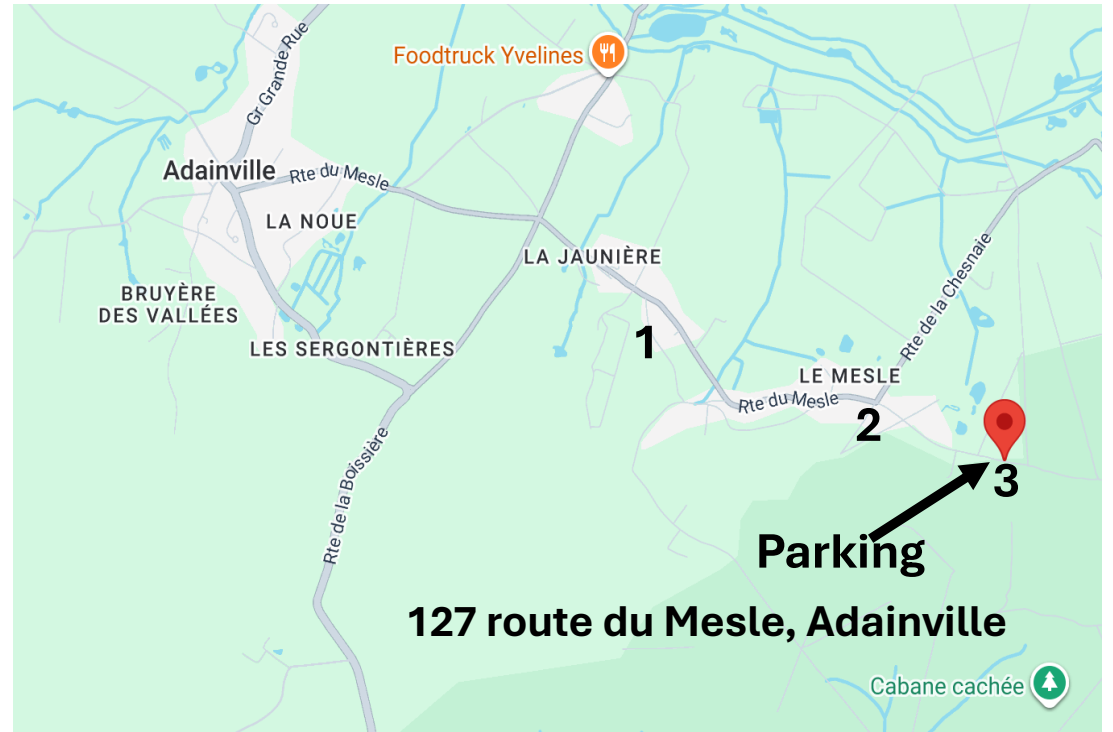 Gr Grande Rue
Foodtruck Yvelines
Adainville
Rte du Mesle
LA NOUE
LA JAUNIÈRE
Rte de la Chesnaie
BRUYÈRE
DES VALLÉES
LES SERGONTIÈRES
1
LE MESLE
Rte du Mesle
2
Rte de la Boissière
3
Parking
127 route du Mesle, Adainville
Cabane cachée